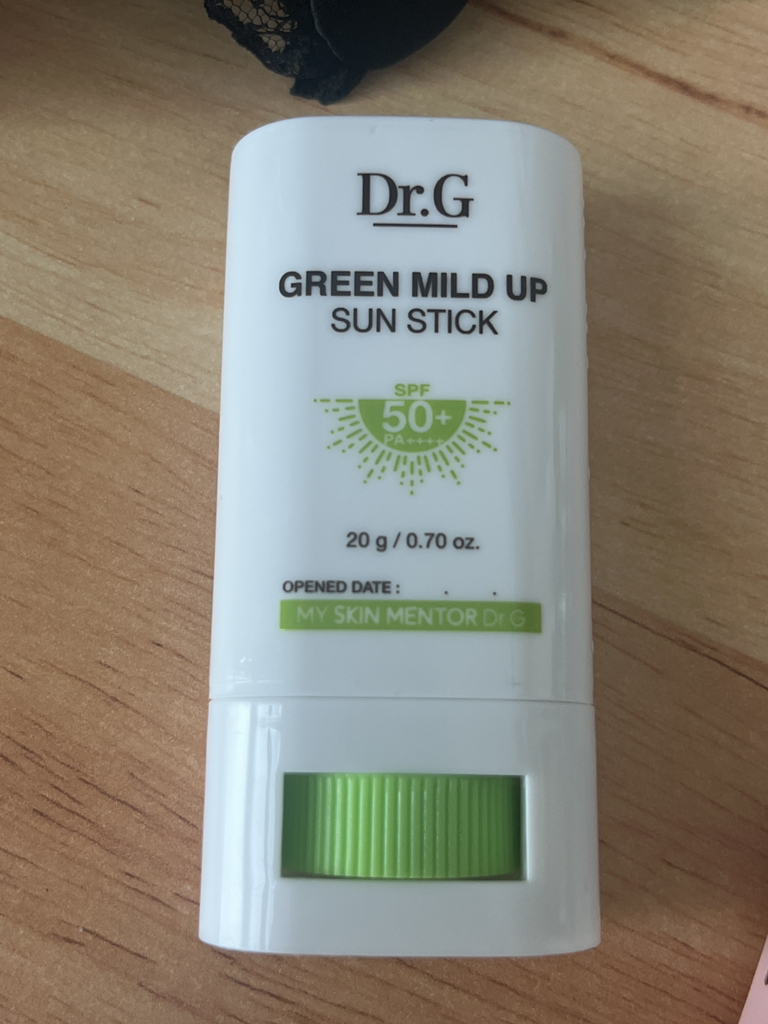 Dr.G
GREEN MILD UP
SUN STICK
SPF
50+
PA++++
20 g / 0.70 oz.
OPENED DATE :   .   .
MY SKIN MENTOR Dr.G